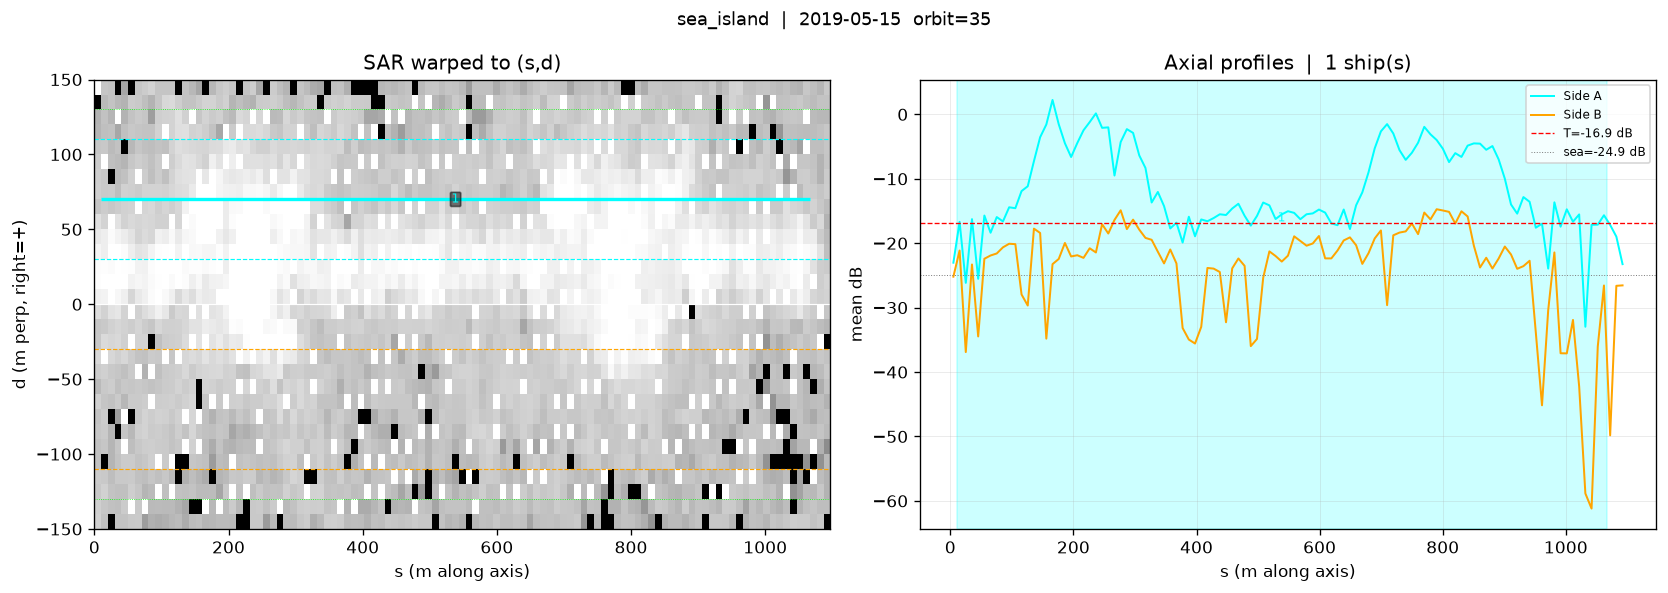 sea_island | 2019-05-15 orbit=35
SAR warped to (s,d)
150
100
50
0
−50
−100
−150
d (m perp, right=+)
1
0 200 400 600 800 1000
s (m along axis)
Axial profiles | 1 ship(s)
0
−10
−20
−30
−40
−50
−60
mean dB
Side A
Side B
T=-16.9 dB
sea=-24.9 dB
0 200 400 600 800 1000
s (m along axis)